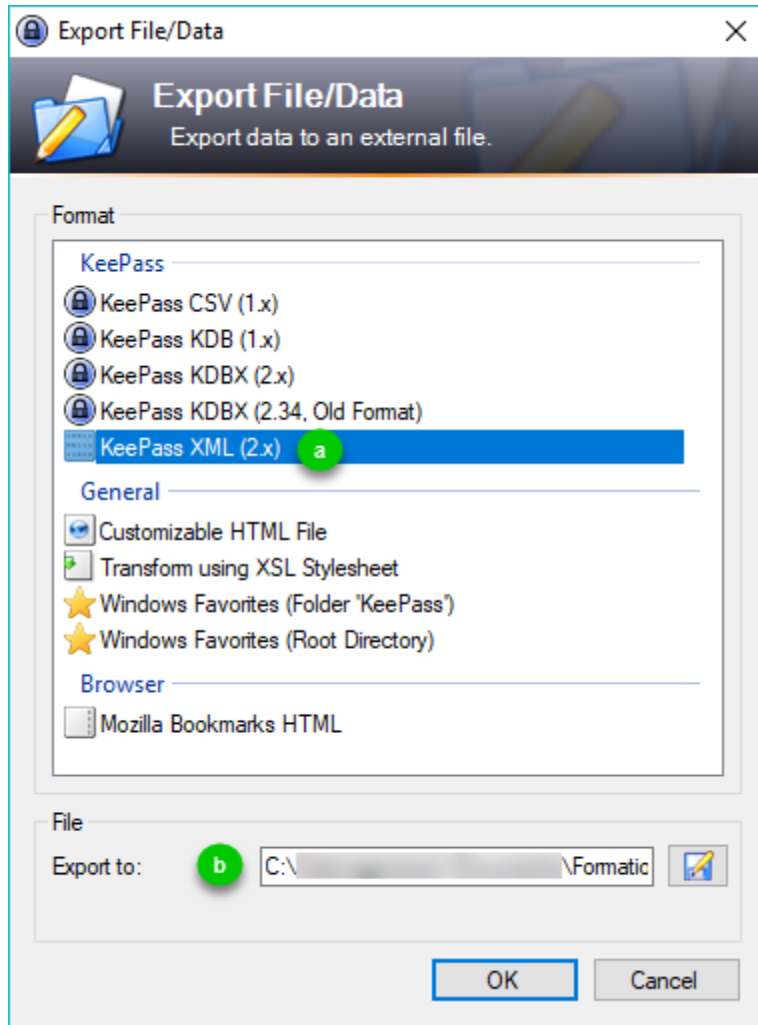 Export File/Data
Export File/Data
Export data to an external file.
Format
KeePass
KeePass CSV (1.x)
KeePass KDB (1.x)
KeePass KDBX (2.x)
KeePass KDBX (2.34, Old Format)
KeePass XML (2.x) a
General
Customizable HTML File
Transform using XSL Stylesheet
Windows Favorites (Folder 'KeePass')
Windows Favorites (Root Directory)
Browser
Mozilla Bookmarks HTML
File
Export to: b C:\ \Formatic
OK Cancel